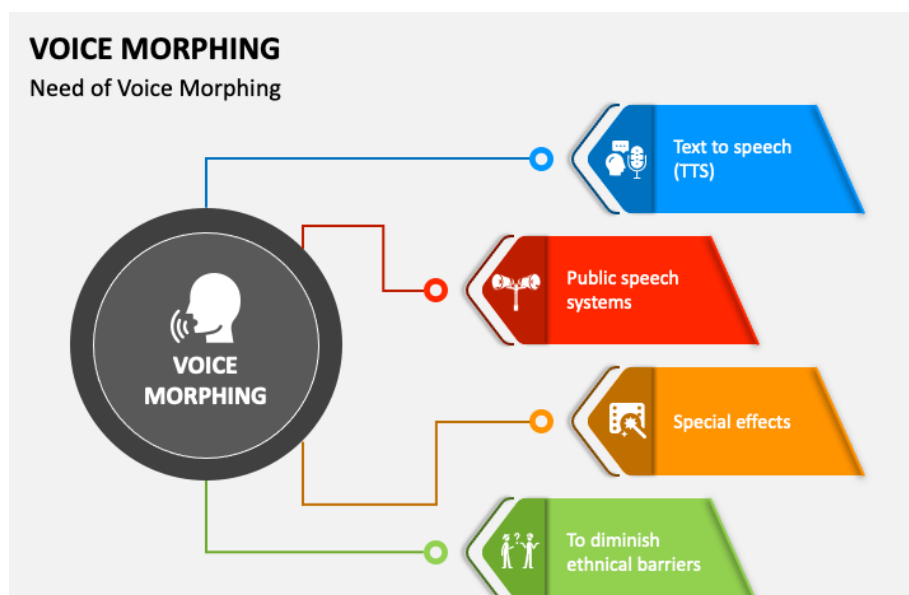 VOICE MORPHING
Need of Voice Morphing
Text to speech
(TTS)
Public speech
systems
VOICE
MORPHING
Special effects
To diminish
ethnical barriers